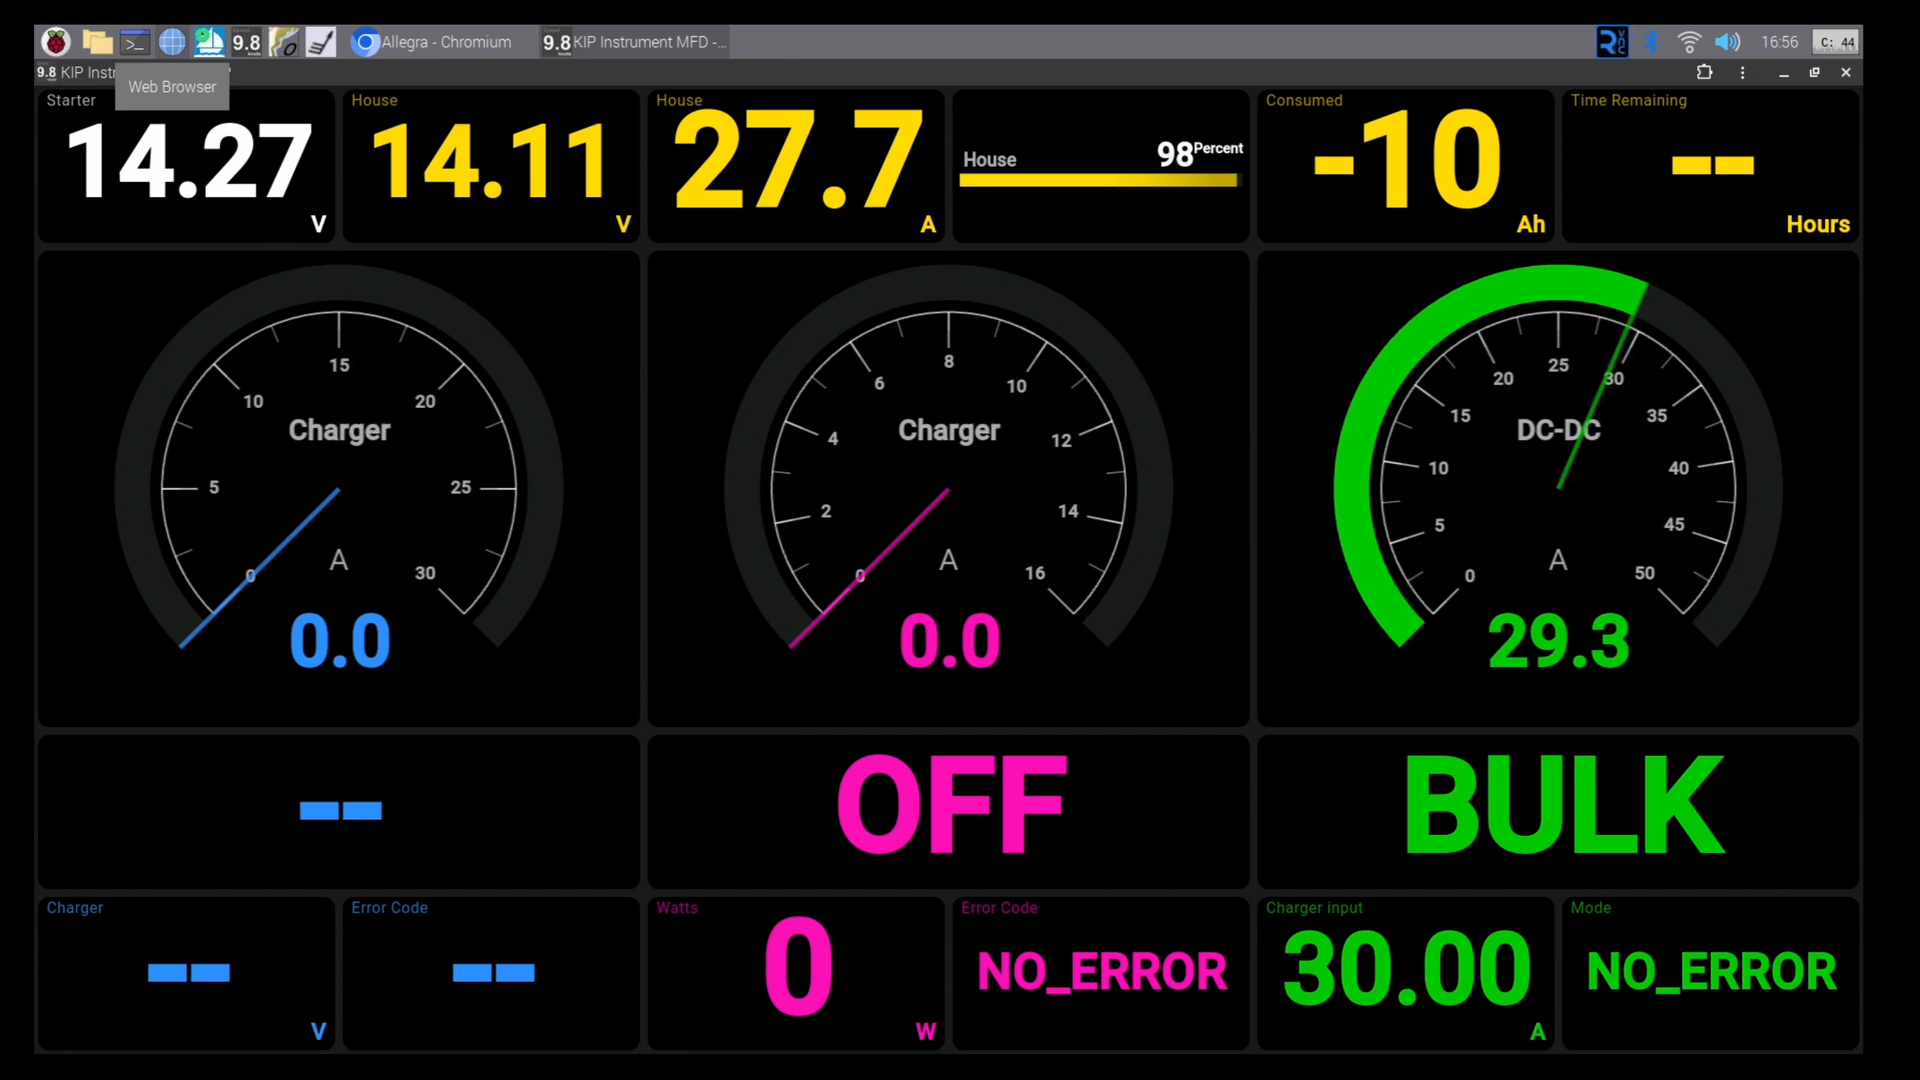 9.8
Allegra - Chromium
9.8 KIP Instrument MFD -...
16:56
C: 44
9.8 KIP Inst
Web Browser
Starter
14.27
V
House
14.11
V
House
27.7
A
House
98 Percent
Consumed
-10
Ah
Time Remaining
--
Hours
0
5
10
15
20
25
30
Charger
A
0.0
0
2
4
6
8
10
12
14
16
Charger
A
0.0
0
5
10
15
20
25
30
35
40
45
50
DC-DC
A
29.3
--
OFF
BULK
Charger
--
V
Error Code
--
Watts
0
W
Error Code
NO_ERROR
Charger input
30.00
A
Mode
NO_ERROR